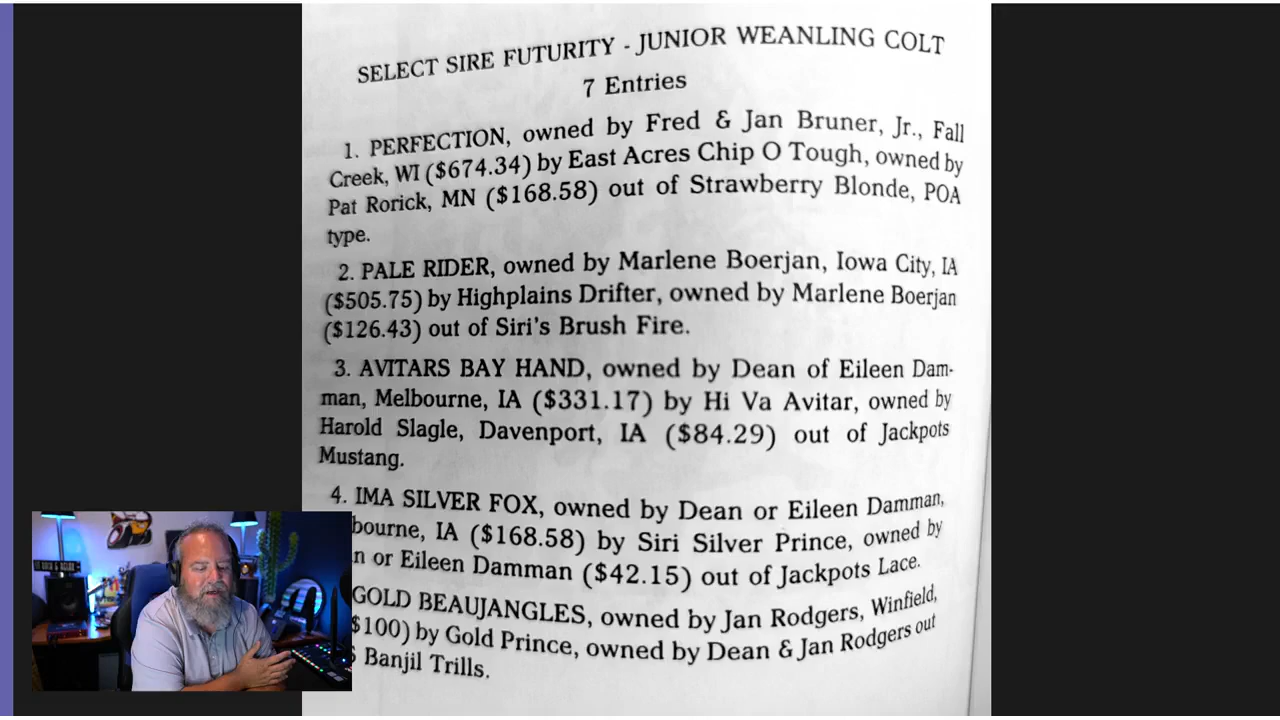 SELECT SIRE FUTURITY - JUNIOR WEANLING COLT
7 Entries
1. PERFECTION, owned by Fred & Jan Bruner, Jr., Fall
Creek, WI ($674.34) by East Acres Chip O Tough, owned by
Pat Rorick, MN ($168.58) out of Strawberry Blonde, POA
type.
2. PALE RIDER, owned by Marlene Boerjan, Iowa City, IA
($505.75) by Highplains Drifter, owned by Marlene Boerjan
($126.43) out of Siri's Brush Fire.
3. AVITARS BAY HAND, owned by Dean of Eileen Dam-
man, Melbourne, IA ($331.17) by Hi Va Avitar, owned by
Harold Slagle, Davenport, IA ($84.29) out of Jackpots
Mustang.
4. IMA SILVER FOX, owned by Dean or Eileen Damman,
bourne, IA ($168.58) by Siri Silver Prince, owned by
n or Eileen Damman ($42.15) out of Jackpots Lace.
GOLD BEAUJANGLES, owned by Jan Rodgers, Winfield,
$100) by Gold Prince, owned by Dean & Jan Rodgers out
Banjil Trills.